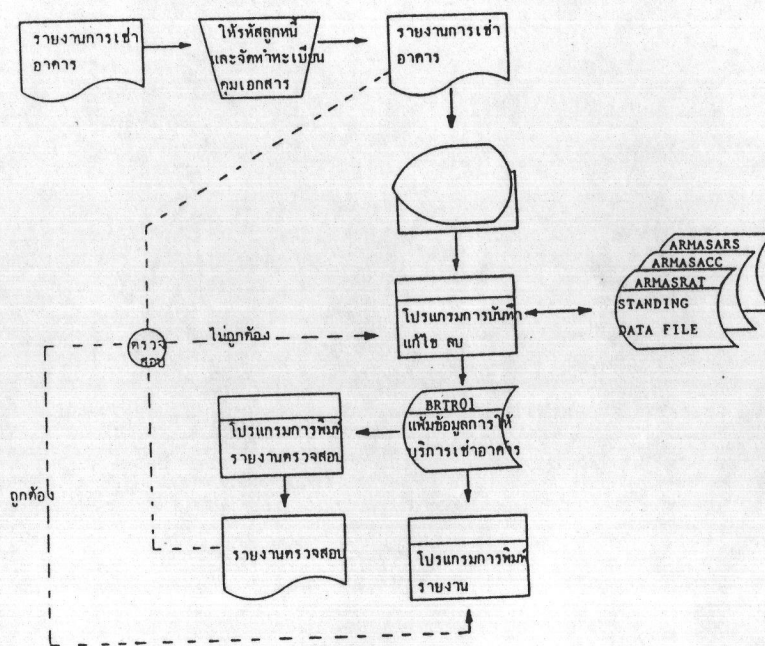 รายงานการเช่า
อาคาร
ให้รหัสลูกหนี้
และจัดทำทะเบียน
คุมเอกสาร
รายงานการเช่า
อาคาร
ARMASARS
ARMASACC
ARMASRAT
STANDING
DATA FILE
โปรแกรมการบันทึก
แก้ไข ลบ
ตรวจ
สอบ
ไม่ถูกต้อง
BRTR01
แฟ้มข้อมูลการให้
บริการเช่าอาคาร
โปรแกรมการพิมพ์
รายงานตรวจสอบ
ถูกต้อง
รายงานตรวจสอบ
โปรแกรมการพิมพ์
รายงาน